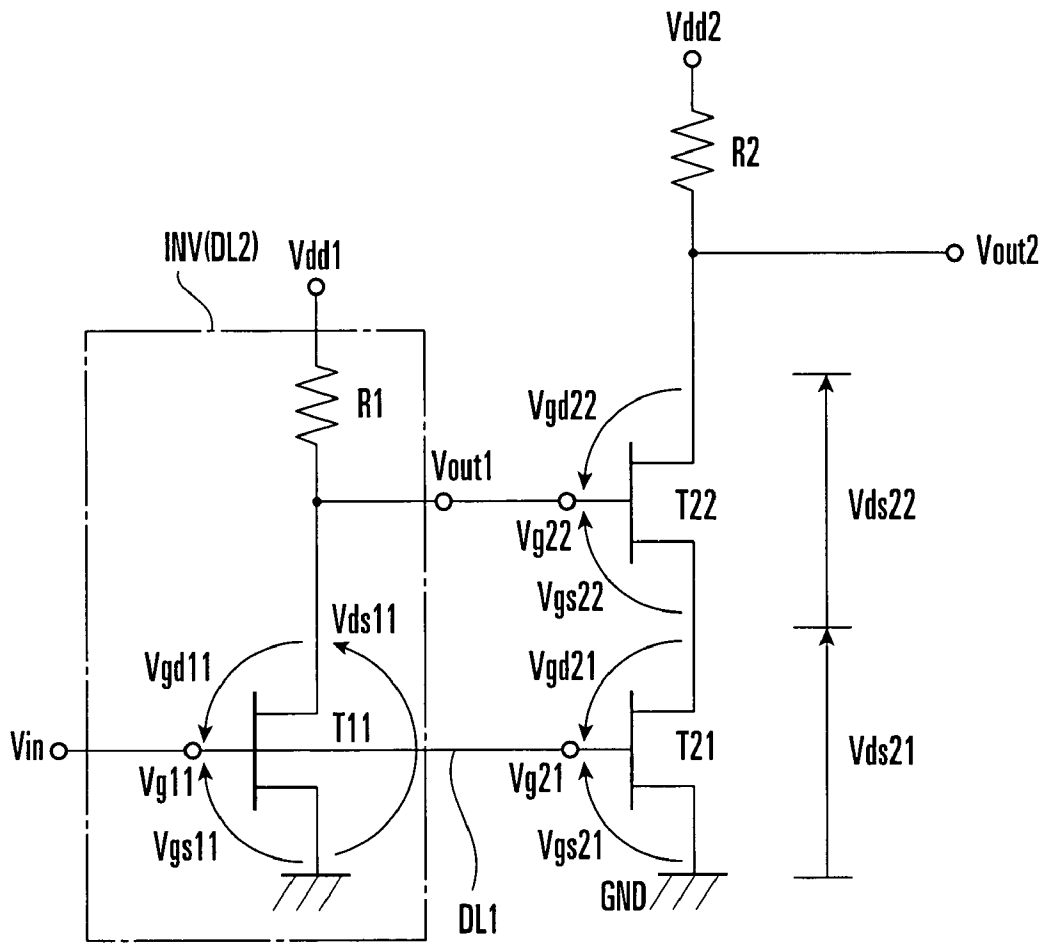 Vdd2
R2
Vout2
INV(DL2)
Vdd1
R1
Vgd22
Vout1
T22
Vds22
Vg22
Vgs22
Vds11
Vgd11
Vgd21
T11
T21
Vin
Vds21
Vg11
Vg21
Vgs11
Vgs21
GND
DL1